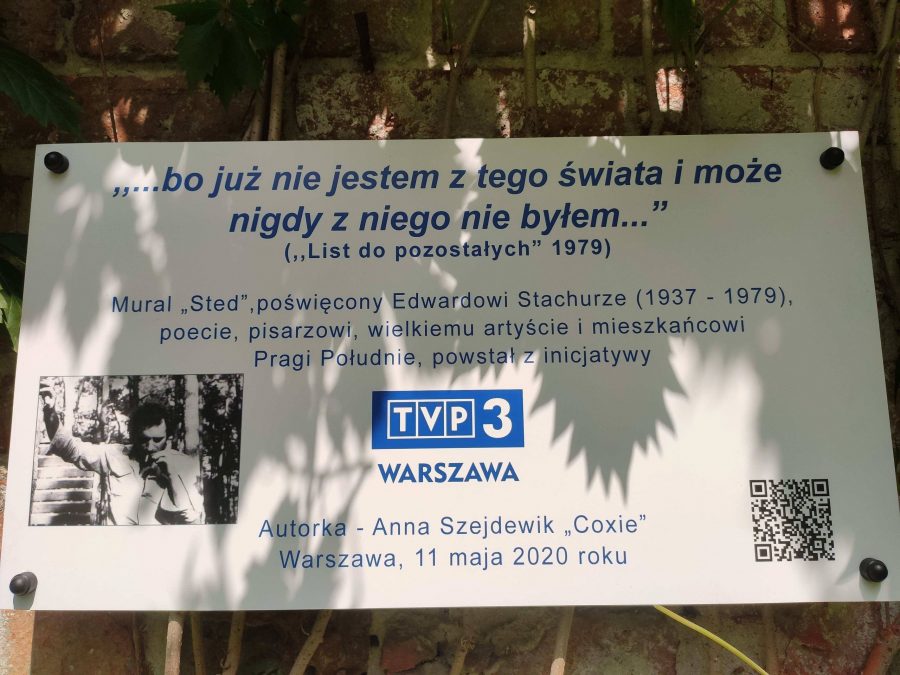 ,,...bo już nie jestem z tego świata i może
nigdy z niego nie byłem...”
(,,List do pozostałych” 1979)
Mural „Sted”,poświęcony Edwardowi Stachurze (1937 - 1979),
poecie, pisarzowi, wielkiemu artyście i mieszkańcowi
Pragi Południe, powstał z inicjatywy
TVP3
WARSZAWA
Autorka - Anna Szejdewik „Coxie”
Warszawa, 11 maja 2020 roku